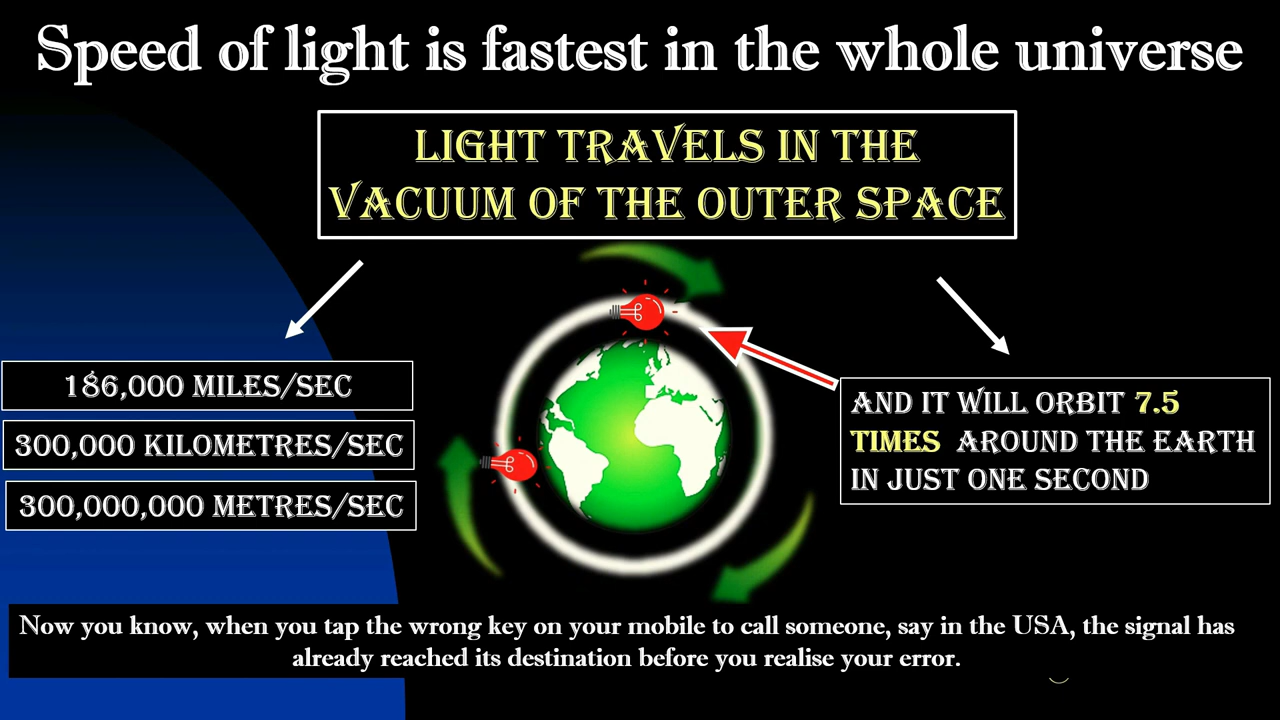 Speed of light is fastest in the whole universe
LIGHT TRAVELS IN THE
VACUUM OF THE OUTER SPACE
186,000 MILES/SEC
300,000 KILOMETRES/SEC
300,000,000 METRES/SEC
AND IT WILL ORBIT 7.5
TIMES AROUND THE EARTH
IN JUST ONE SECOND
Now you know, when you tap the wrong key on your mobile to call someone, say in the USA, the signal has
already reached its destination before you realise your error.